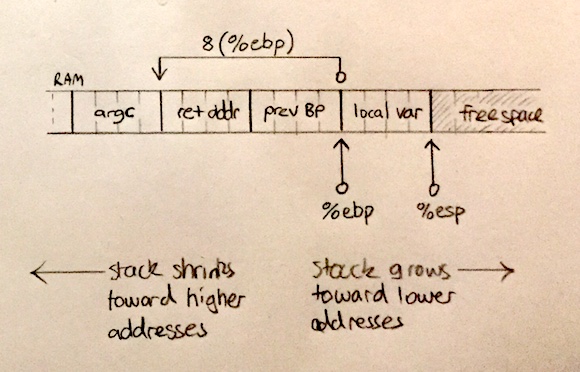 8(%ebp)
RAM
argc ret addr prev BP local var free space
%ebp %esp
stack shrinks
toward higher
addresses
stack grows
toward lower
addresses